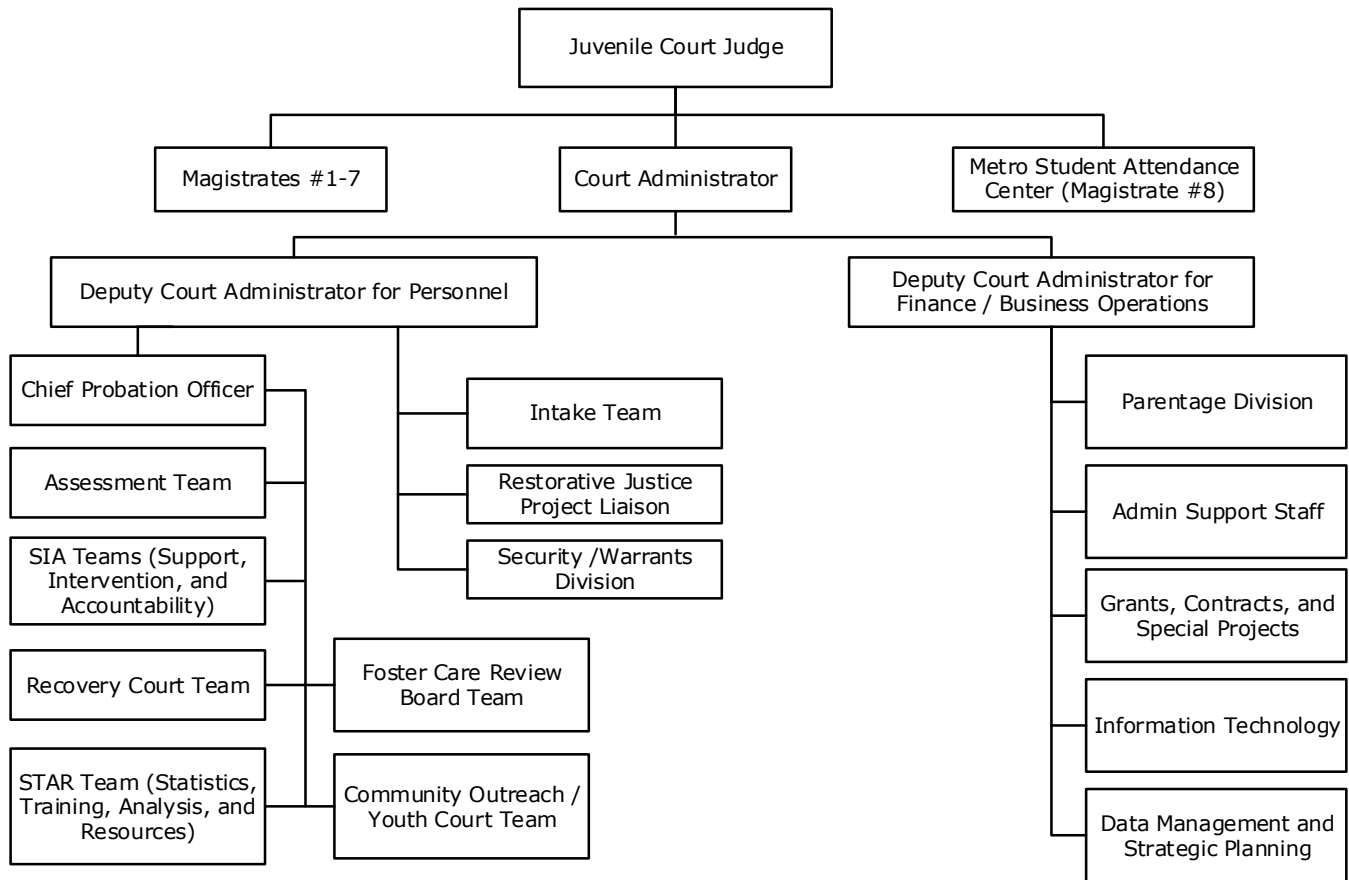 Juvenile Court Judge
Magistrates #1-7
Court Administrator
Metro Student Attendance
Center (Magistrate #8)
Deputy Court Administrator for Personnel
Deputy Court Administrator for
Finance / Business Operations
Chief Probation Officer
Assessment Team
SIA Teams (Support,
Intervention, and
Accountability)
Recovery Court Team
STAR Team (Statistics,
Training, Analysis, and
Resources)
Foster Care Review
Board Team
Community Outreach /
Youth Court Team
Intake Team
Restorative Justice
Project Liaison
Security /Warrants
Division
Parentage Division
Admin Support Staff
Grants, Contracts, and
Special Projects
Information Technology
Data Management and
Strategic Planning